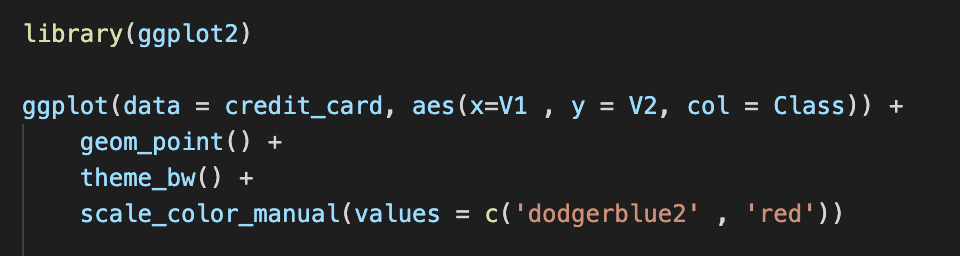 library(ggplot2)
ggplot(data = credit_card, aes(x=V1 , y = V2, col = Class)) +
geom_point() +
theme_bw() +
scale_color_manual(values = c('dodgerblue2' , 'red'))